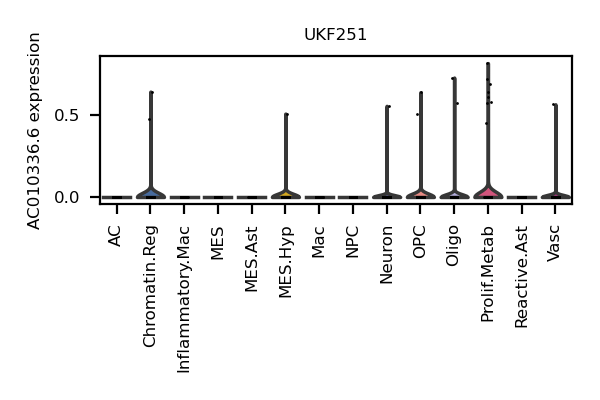 UKF251
AC010336.6 expression
0.5
0.0
AC
Chromatin.Reg
Inflammatory.Mac
MES
MES.Ast
MES.Hyp
Mac
NPC
Neuron
OPC
Oligo
Prolif.Metab
Reactive.Ast
Vasc